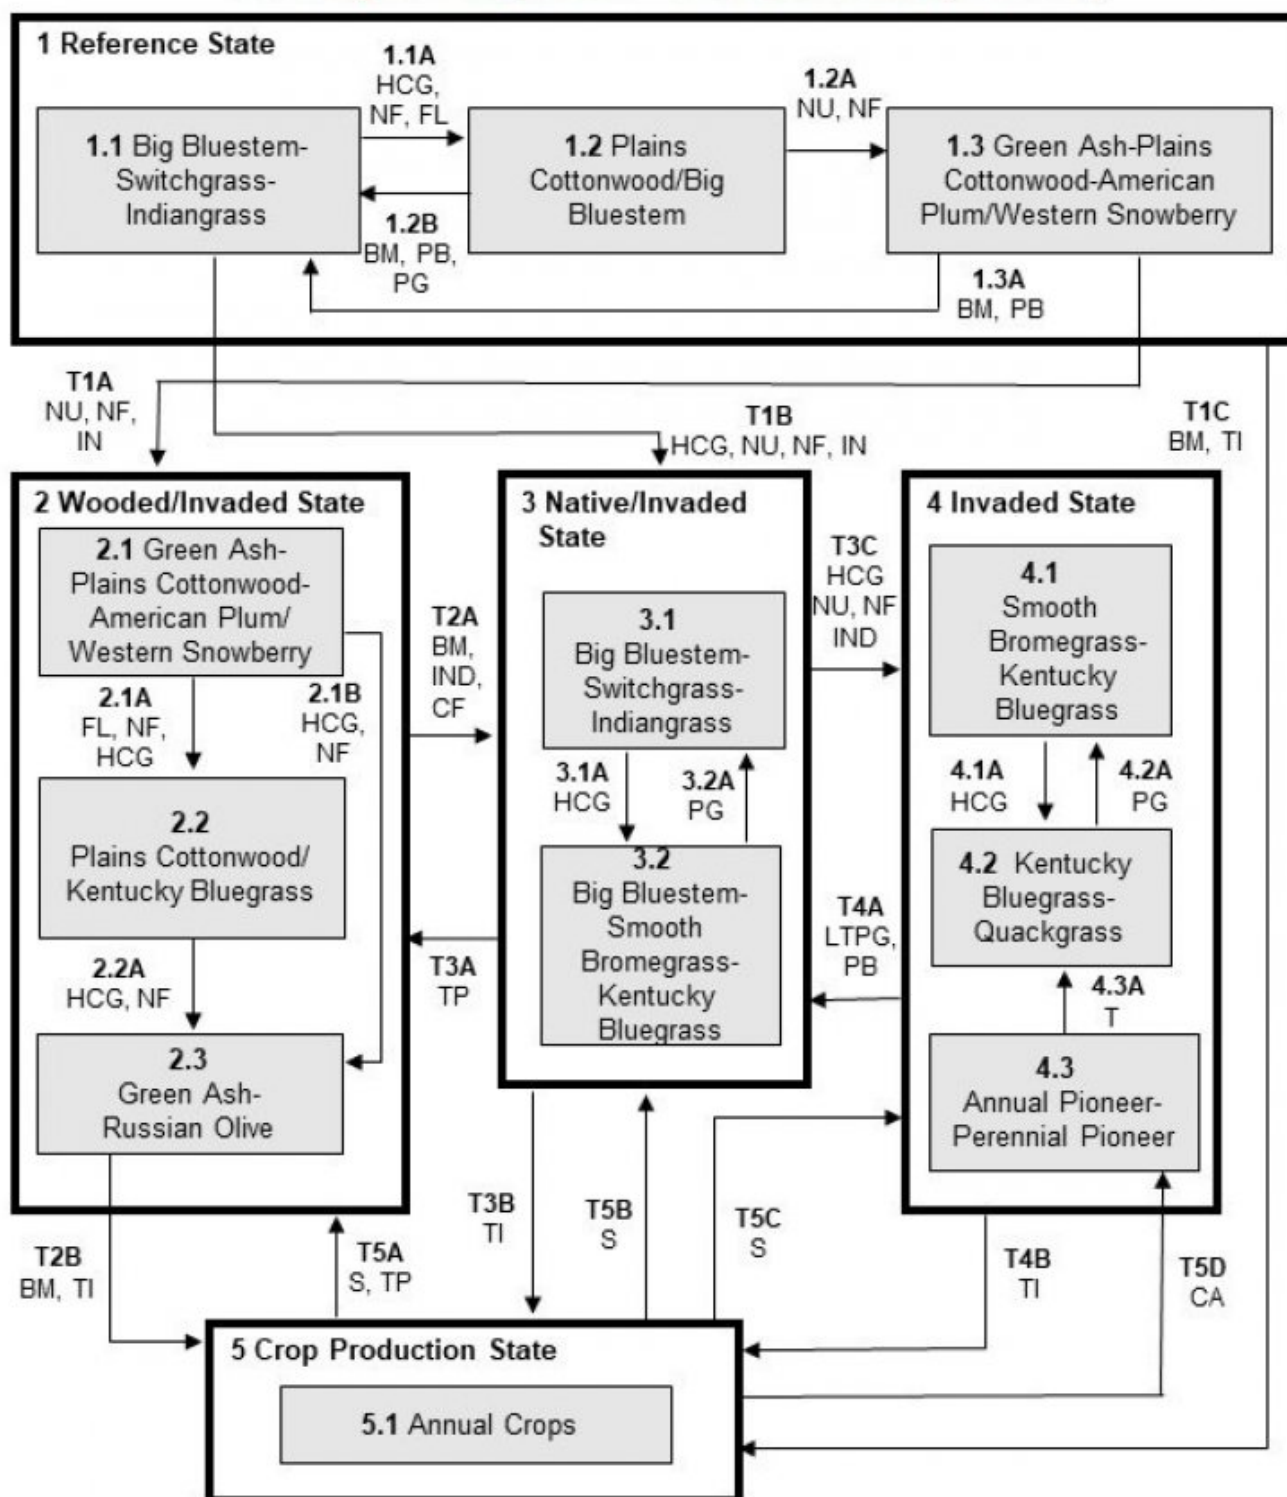 1 Reference State
1.1A
HCG,
NF, FL
1.2A
NU, NF
1.1 Big Bluestem-
Switchgrass-
Indiangrass
1.2 Plains
Cottonwood/Big
Bluestem
1.3 Green Ash-Plains
Cottonwood-American
Plum/Western Snowberry
1.2B
BM, PB,
PG
1.3A
BM, PB
T1A
NU, NF,
IN
T1B
HCG, NU, NF, IN
T1C
BM, TI
2 Wooded/Invaded State
2.1 Green Ash-
Plains Cottonwood-
American Plum/
Western Snowberry
2.1A
FL, NF,
HCG
2.1B
HCG,
NF
2.2
Plains Cottonwood/
Kentucky Bluegrass
2.2A
HCG, NF
2.3
Green Ash-
Russian Olive
T2A
BM,
IND,
CF
T3A
TP
3 Native/Invaded
State
3.1
Big Bluestem-
Switchgrass-
Indiangrass
3.1A
HCG
3.2A
PG
3.2
Big Bluestem-
Smooth
Bromegrass-
Kentucky
Bluegrass
T3C
HCG
NU, NF
IND
T4A
LTPG,
PB
4 Invaded State
4.1
Smooth
Bromegrass-
Kentucky
Bluegrass
4.1A
HCG
4.2A
PG
4.2 Kentucky
Bluegrass-
Quackgrass
4.3A
T
4.3
Annual Pioneer-
Perennial Pioneer
T2B
BM, TI
T5A
S, TP
T3B
TI
T5B
S
T5C
S
T4B
TI
T5D
CA
5 Crop Production State
5.1 Annual Crops